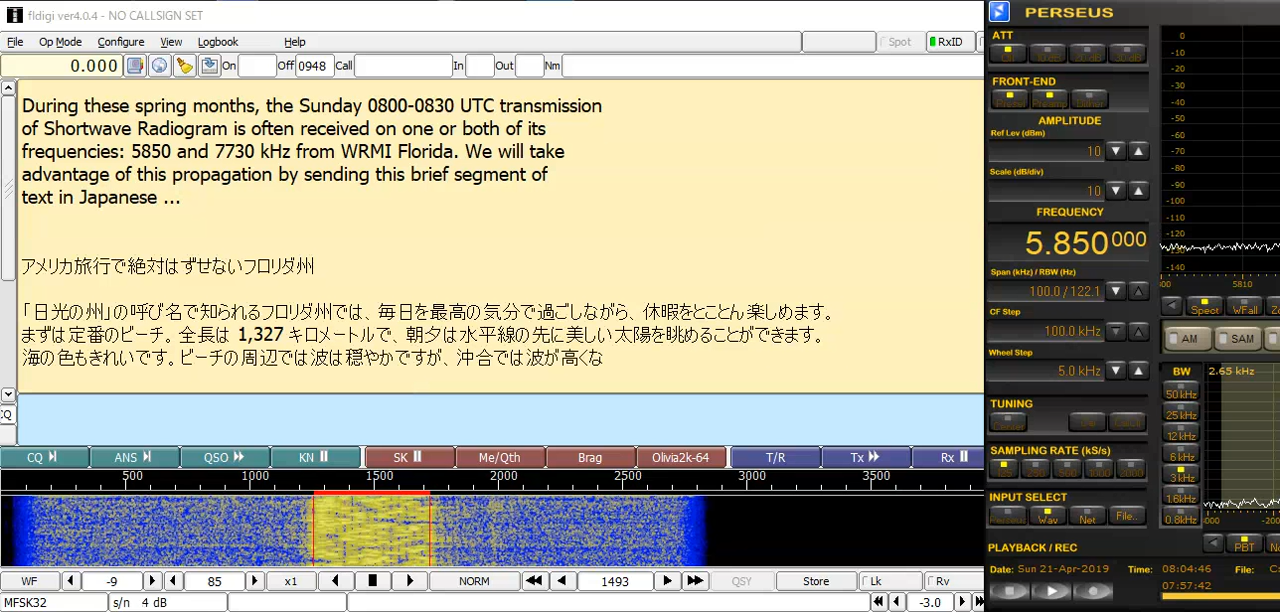 fldigi ver4.0.4 - NO CALLSIGN SET
File Op Mode Configure View Logbook Help
Spot RxID
0.000 On Off 0948 Call In Out Nm
During these spring months, the Sunday 0800-0830 UTC transmission
of Shortwave Radiogram is often received on one or both of its
frequencies: 5850 and 7730 kHz from WRMI Florida. We will take
advantage of this propagation by sending this brief segment of
text in Japanese ...
アメリカ旅行で絶対はずせないフロリダ州
「日光の州」の呼び名で知られるフロリダ州では、毎日を最高の気分で過ごしながら、休暇をとことん楽しめます。
まずは定番のビーチ。全長は 1,327 キロメートルで、朝夕は水平線の先に美しい太陽を眺めることができます。
海の色もきれいです。ビーチの周辺では波は穏やかですが、沖合では波が高くな
CQ ANS QSO KN SK Me/Qth Brag Olivia2k-64 T/R Tx Rx
500 1000 1500 2000 2500 3000 3500
WF -9 85 x1 NORM 1493 QSY Store Lk Rv
MFSK32 s/n 4 dB -3.0
PERSEUS
ATT
FRONT-END
Preamp
AMPLITUDE
Ref Lev (dBm)
10
Scale (dB/div)
10
FREQUENCY
5.850000
Span (kHz) / RBW (Hz)
100.0 / 122.1
CF Step
100.0 kHz
Wheel Step
5.0 kHz
TUNING
SAMPLING RATE (kS/s)
INPUT SELECT
Perseus Wav Net File..
PLAYBACK / REC
Date: Sun 21-Apr-2019 Time: 08:04:46 File:
07:57:42
0
-10
-20
-30
-40
-50
-60
-70
-80
-90
-100
-110
-120
-130
-140
5810
Spect WFall
AM SAM
BW 2.65 kHz
50kHz
25kHz
12kHz
6 kHz
3 kHz
1.6kHz
0.8kHz
PBT